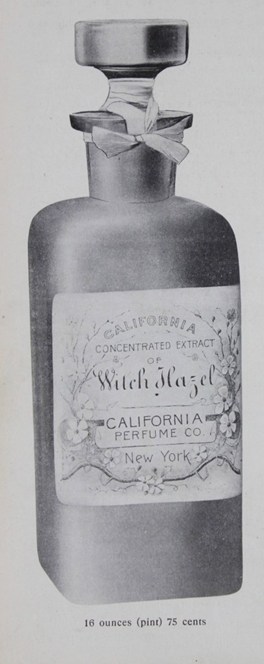 CALIFORNIA
CONCENTRATED EXTRACT
OF
Witch Hazel
CALIFORNIA
PERFUME CO.
New York
16 ounces (pint) 75 cents